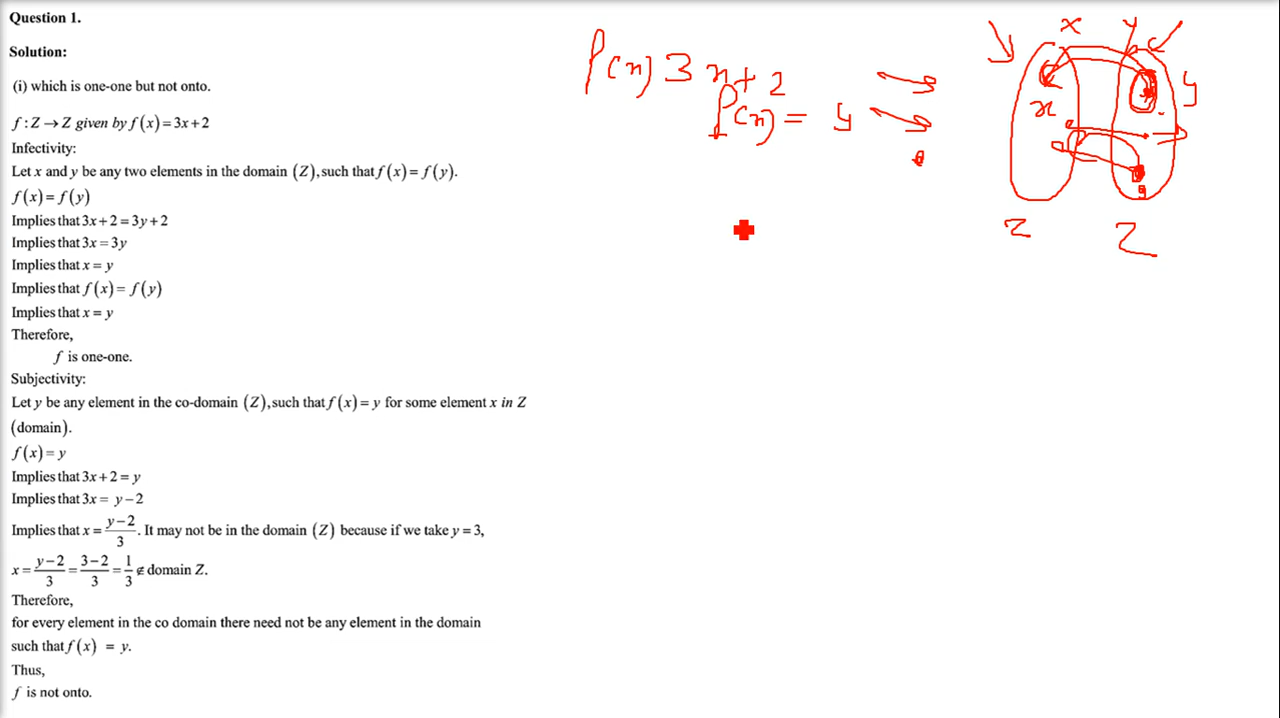 Question 1.
Solution:
(i) which is one-one but not onto.
f : Z → Z given by f(x) = 3x + 2
Infectivity:
Let x and y be any two elements in the domain (Z), such that f(x) = f(y).
f(x) = f(y)
Implies that 3x + 2 = 3y + 2
Implies that 3x = 3y
Implies that x = y
Implies that f(x) = f(y)
Implies that x = y
Therefore,
f is one-one.
Subjectivity:
Let y be any element in the co-domain (Z), such that f(x) = y for some element x in Z
(domain).
f(x) = y
Implies that 3x + 2 = y
Implies that 3x = y − 2
Implies that x = (y−2)/3. It may not be in the domain (Z) because if we take y = 3,
x = (y−2)/3 = (3−2)/3 = 1/3 ∉ domain Z.
Therefore,
for every element in the co domain there need not be any element in the domain
such that f(x) = y.
Thus,
f is not onto.
f(x) 3x + 2
f(x) = y
x y
y
x
y
Z Z